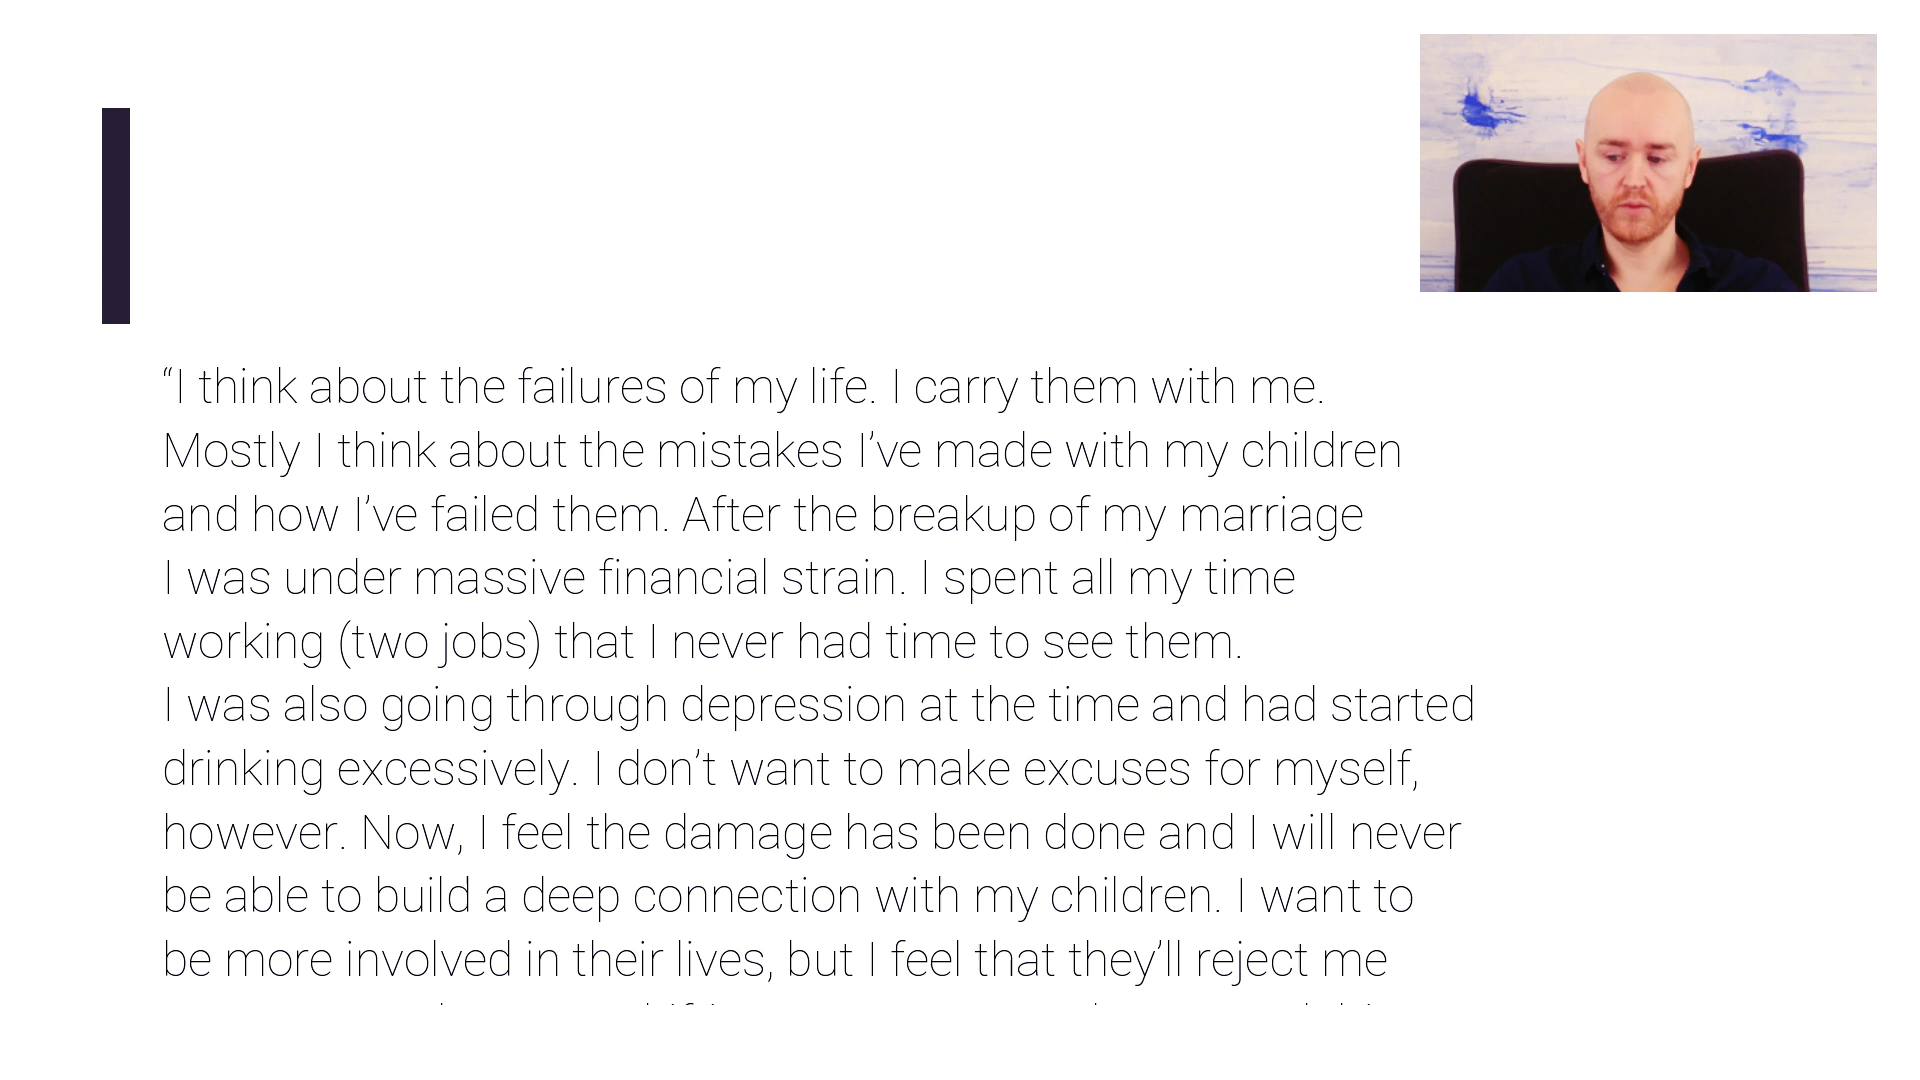 “I think about the failures of my life. I carry them with me.
Mostly I think about the mistakes I’ve made with my children
and how I’ve failed them. After the breakup of my marriage
I was under massive financial strain. I spent all my time
working (two jobs) that I never had time to see them.
I was also going through depression at the time and had started
drinking excessively. I don’t want to make excuses for myself,
however. Now, I feel the damage has been done and I will never
be able to build a deep connection with my children. I want to
be more involved in their lives, but I feel that they’ll reject me